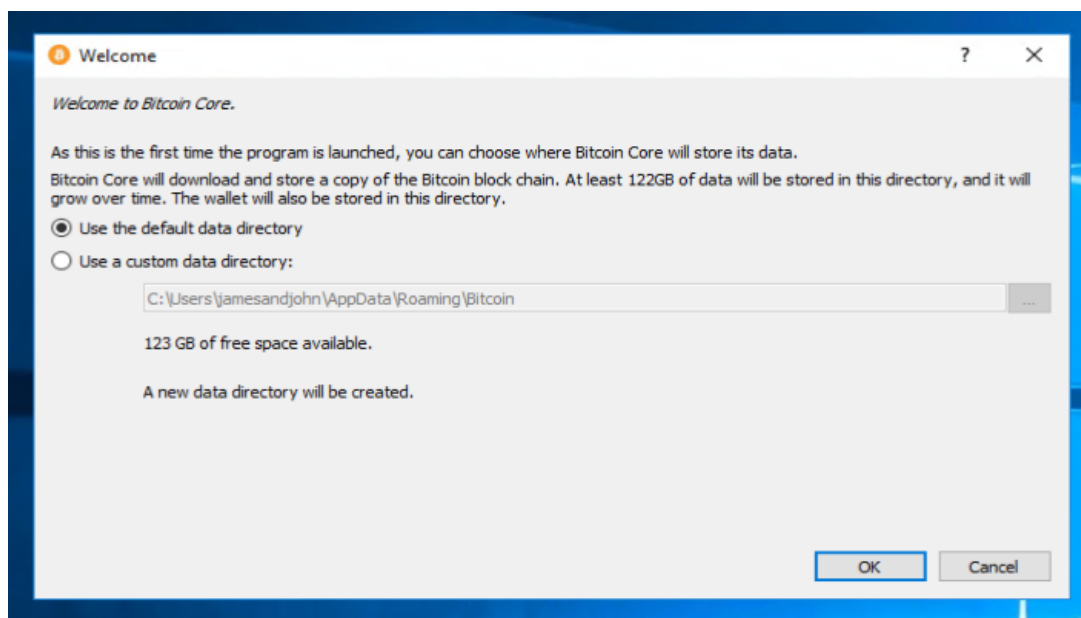 Welcome
?
Welcome to Bitcoin Core.
As this is the first time the program is launched, you can choose where Bitcoin Core will store its data.
Bitcoin Core will download and store a copy of the Bitcoin block chain. At least 122GB of data will be stored in this directory, and it will
grow over time. The wallet will also be stored in this directory.
Use the default data directory
Use a custom data directory:
C:\Users\jamesandjohn\AppData\Roaming\Bitcoin
...
123 GB of free space available.
A new data directory will be created.
OK Cancel